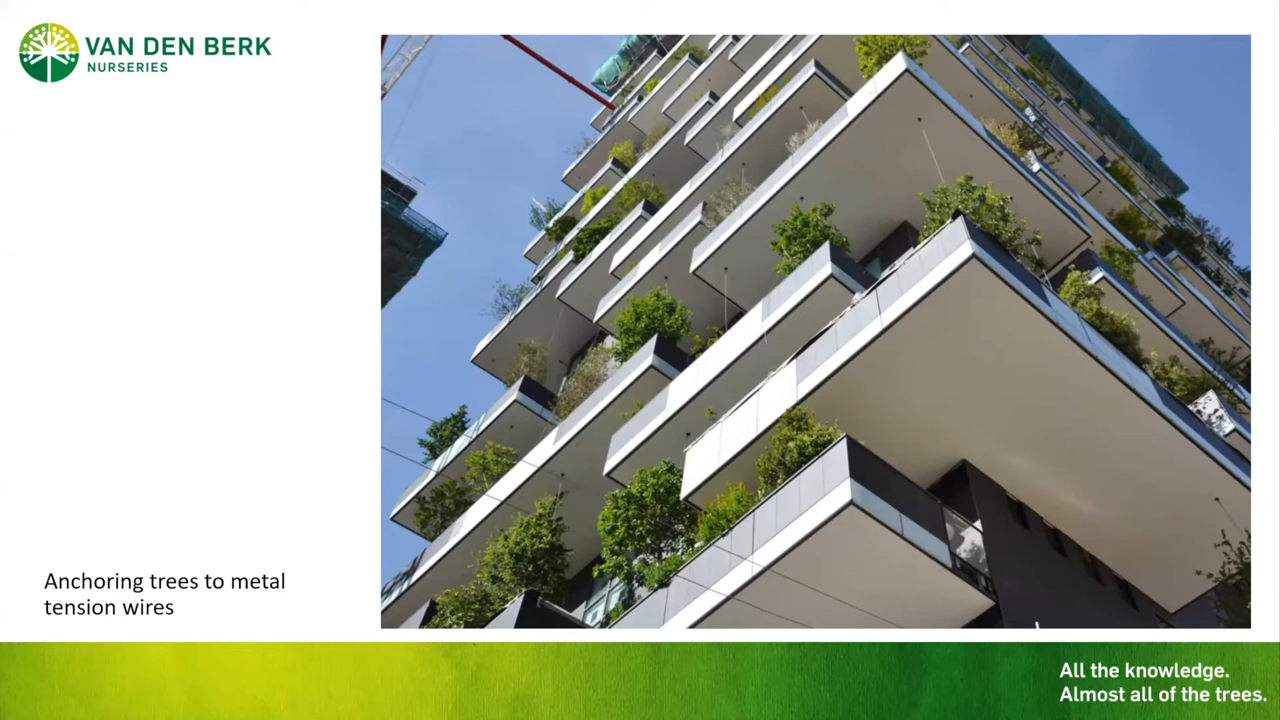 VAN DEN BERK
NURSERIES
Anchoring trees to metal
tension wires
All the knowledge.
Almost all of the trees.